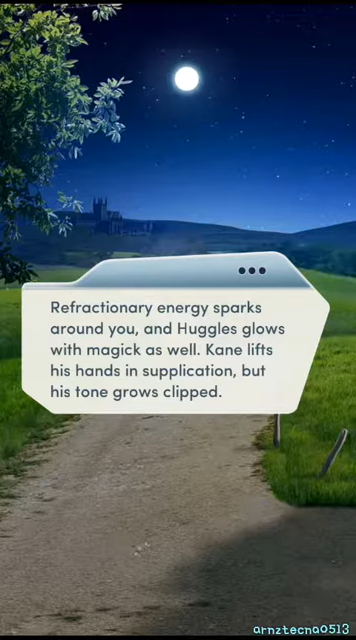 Refractionary energy sparks
around you, and Huggles glows
with magick as well. Kane lifts
his hands in supplication, but
his tone grows clipped.
arnztecna0513